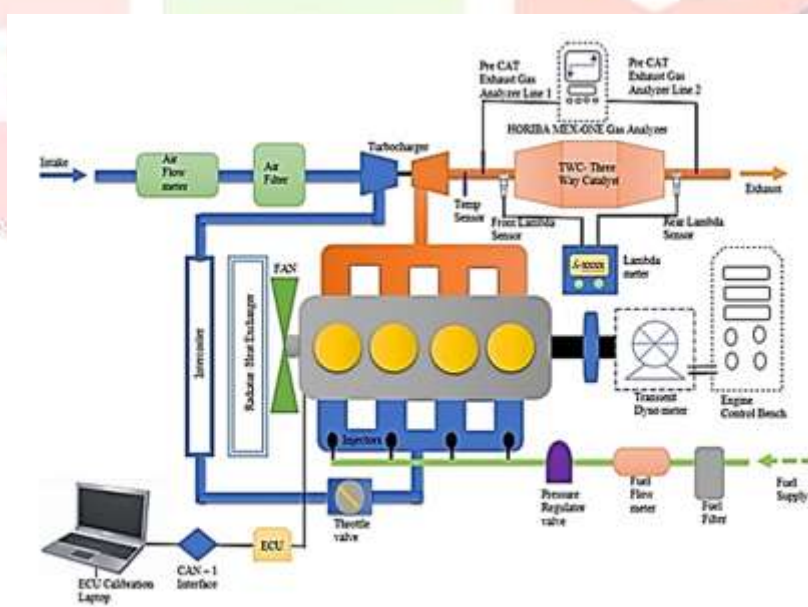 Pre CAT
Exhaust Gas
Analyzer Line 1
Pre CAT
Exhaust Gas
Analyzer Line 2
HORIBA MEX-ONE Gas Analyzer
Turbocharger
Intake
Air
Flow
meter
Air
Filter
TWC- Three
Way Catalyst
Exhaust
Temp
Sensor
Front Lambda
Sensor
Rear Lambda
Sensor
Lambda
meter
FAN
Intercooler
Radiator Heat Exchanger
Transient
Dyno meter
Engine
Control Bench
Injectors
Throttle
valve
Pressure
Regulator
valve
Fuel
Flow
meter
Fuel
Filter
Fuel
Supply
ECU
CAN - 1
Interface
ECU Calibration
Laptop